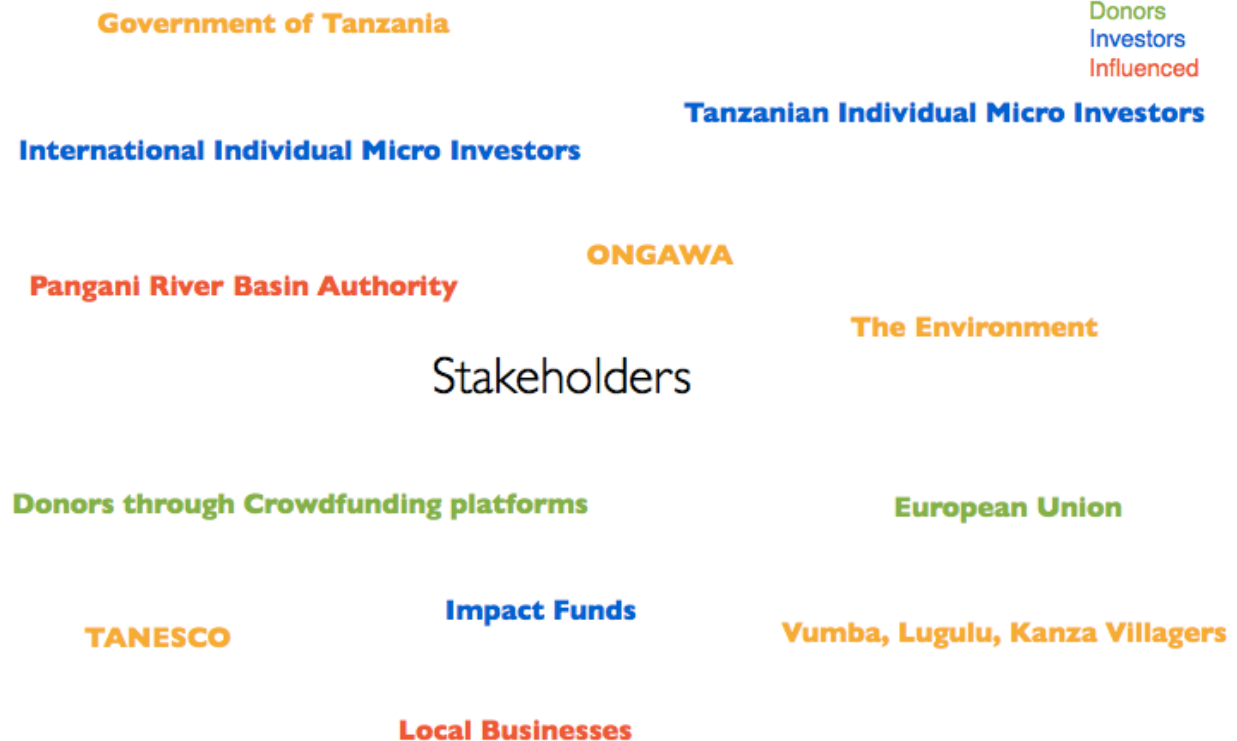 Government of Tanzania
Donors
Investors
Influenced
Tanzanian Individual Micro Investors
International Individual Micro Investors
ONGAWA
Pangani River Basin Authority
The Environment
Stakeholders
Donors through Crowdfunding platforms
European Union
Impact Funds
TANESCO
Vumba, Lugulu, Kanza Villagers
Local Businesses